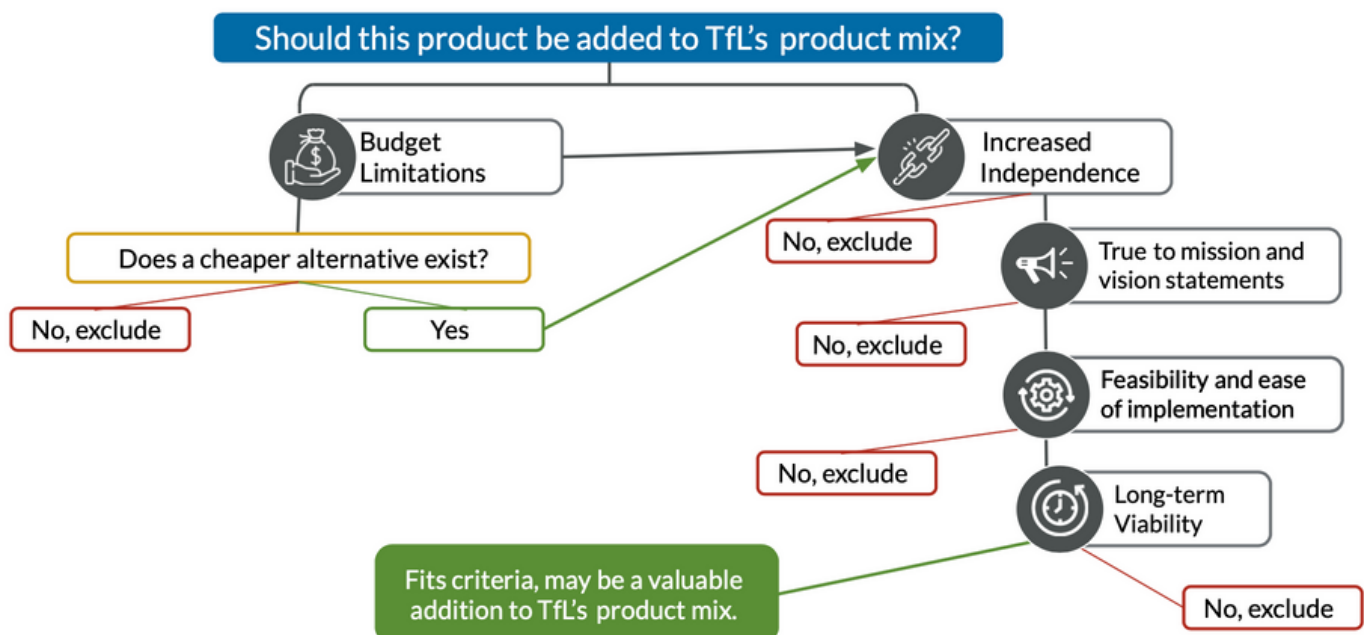 Should this product be added to TfL's product mix?
Budget
Limitations
Increased
Independence
No, exclude
Does a cheaper alternative exist?
True to mission and
vision statements
No, exclude
Yes
No, exclude
Feasibility and ease
of implementation
No, exclude
Long-term
Viability
Fits criteria, may be a valuable
addition to TfL's product mix.
No, exclude